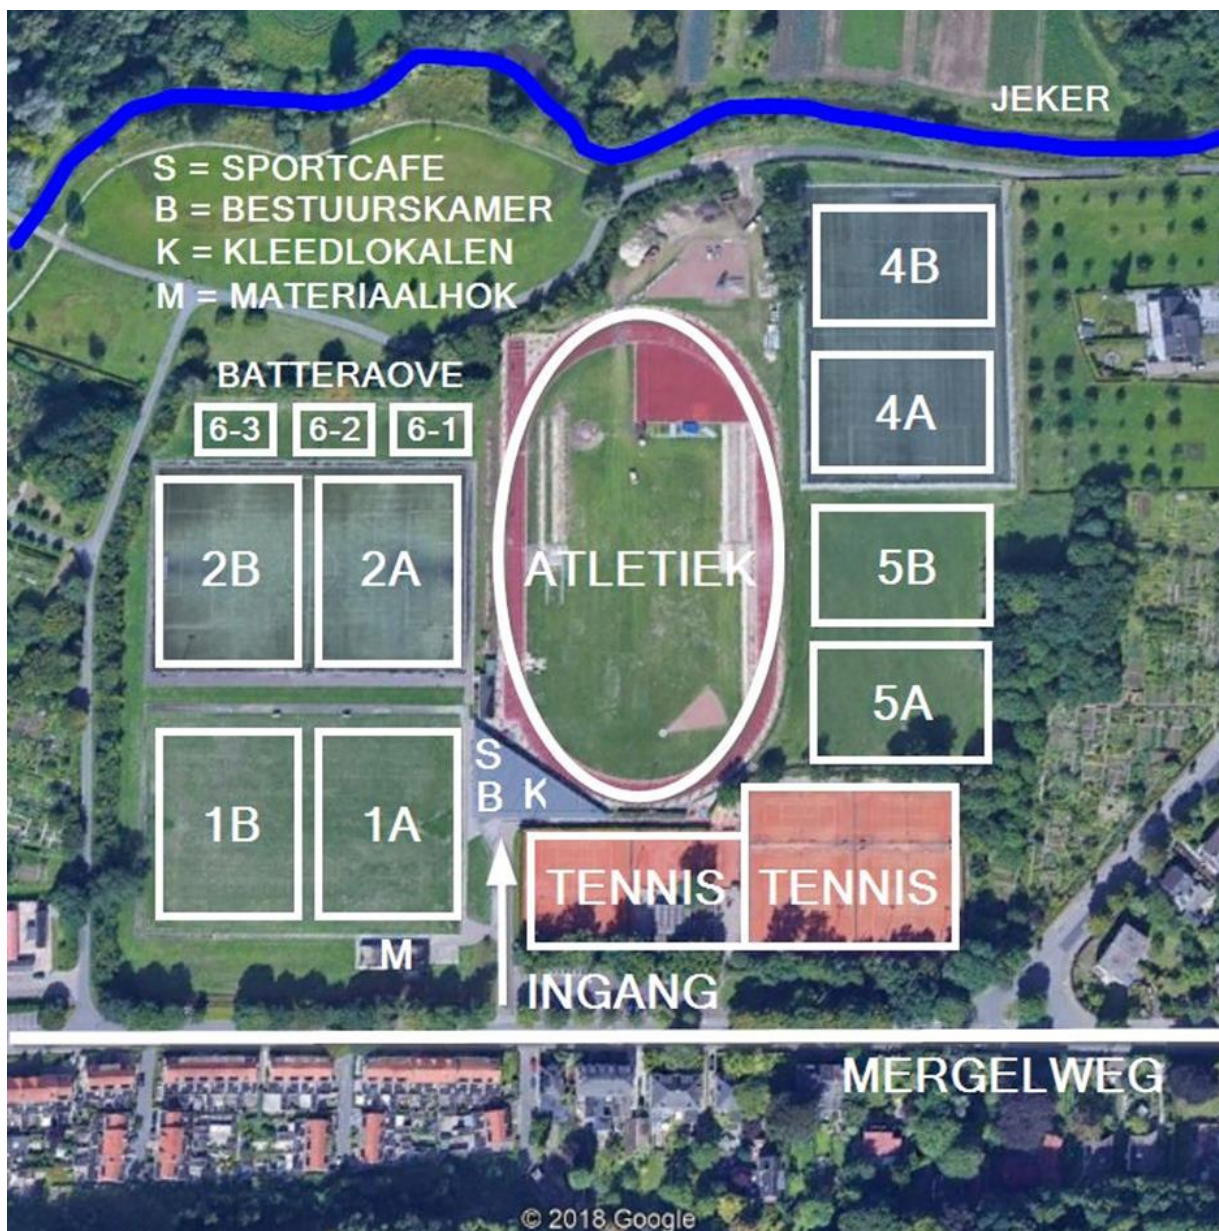 JEKER
S = SPORTCAFE
B = BESTUURSKAMER
K = KLEEDLOKALEN
M = MATERIAALHOK
4B
BATTERAOVE
4A
6-3 6-2 6-1
2B 2A ATLETIEK 5B
5A
S
B K
1B 1A
TENNIS TENNIS
M
INGANG
MERGELWEG
© 2018 Google